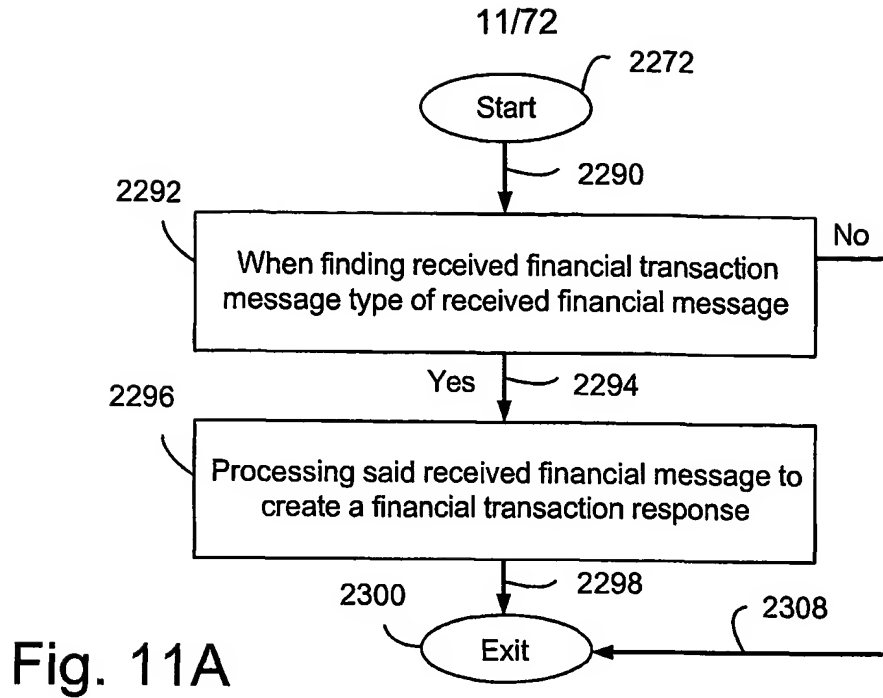 11/72
2272
Start
2290
2292
No
When finding received financial transaction
message type of received financial message
Yes
2294
2296
Processing said received financial message to
create a financial transaction response
2298
2300
2308
Exit
Fig. 11A